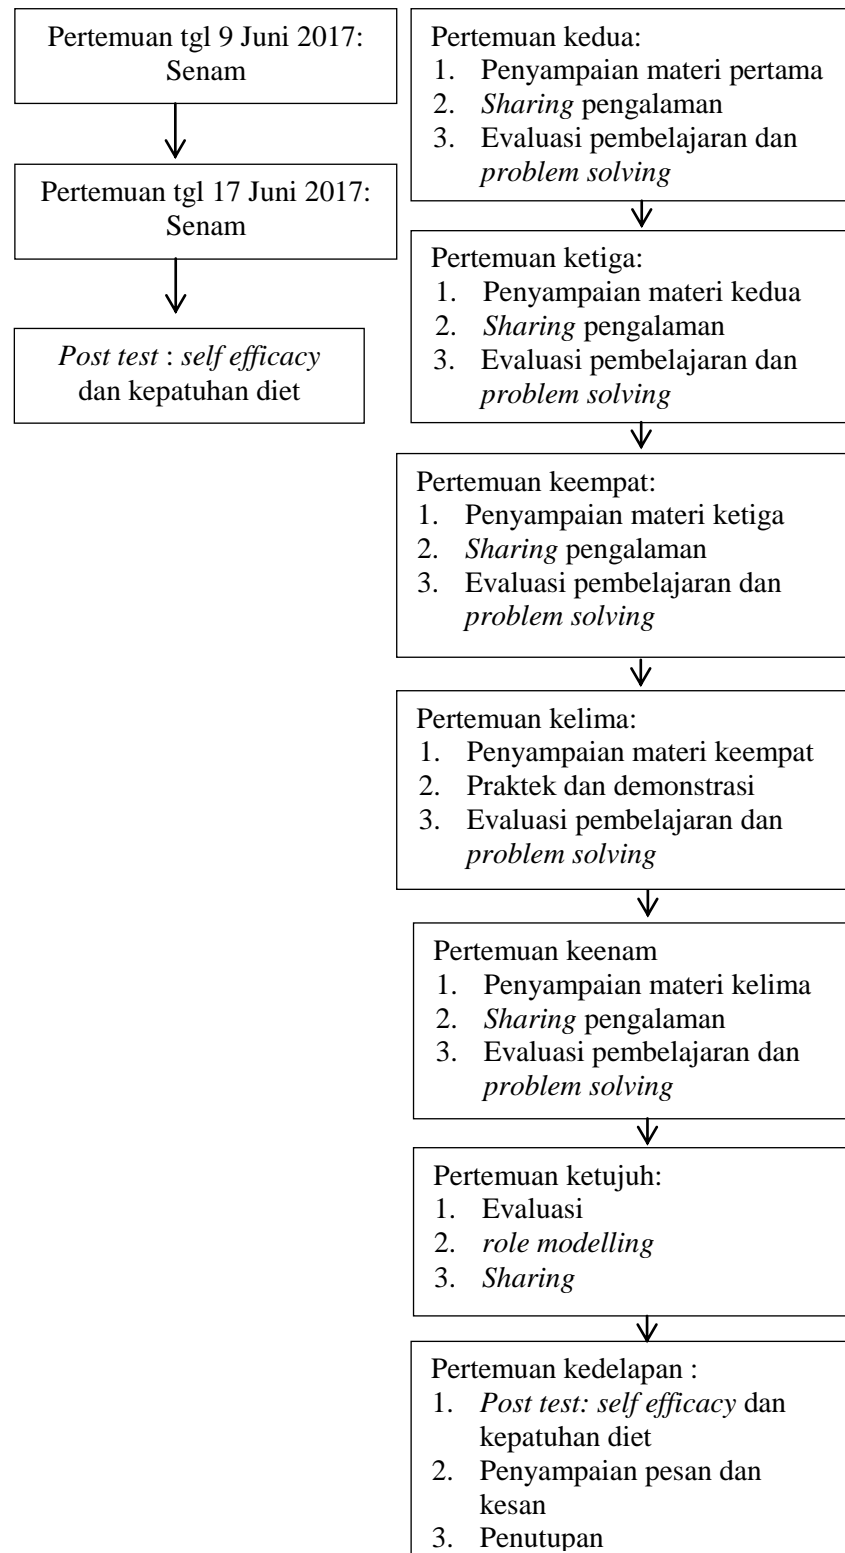 Pertemuan tgl 9 Juni 2017:
Senam
Pertemuan tgl 17 Juni 2017:
Senam
Post test : self efficacy
dan kepatuhan diet
Pertemuan kedua:
1. Penyampaian materi pertama
2. Sharing pengalaman
3. Evaluasi pembelajaran dan
problem solving
Pertemuan ketiga:
1. Penyampaian materi kedua
2. Sharing pengalaman
3. Evaluasi pembelajaran dan
problem solving
Pertemuan keempat:
1. Penyampaian materi ketiga
2. Sharing pengalaman
3. Evaluasi pembelajaran dan
problem solving
Pertemuan kelima:
1. Penyampaian materi keempat
2. Praktek dan demonstrasi
3. Evaluasi pembelajaran dan
problem solving
Pertemuan keenam
1. Penyampaian materi kelima
2. Sharing pengalaman
3. Evaluasi pembelajaran dan
problem solving
Pertemuan ketujuh:
1. Evaluasi
2. role modelling
3. Sharing
Pertemuan kedelapan :
1. Post test: self efficacy dan
kepatuhan diet
2. Penyampaian pesan dan
kesan
3. Penutupan